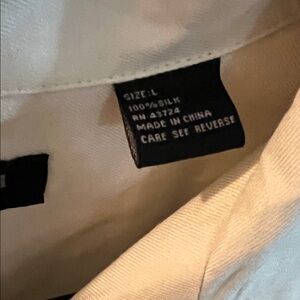 SIZE:L
100%SILK
RN 43724
MADE IN CHINA
CARE SEE REVERSE